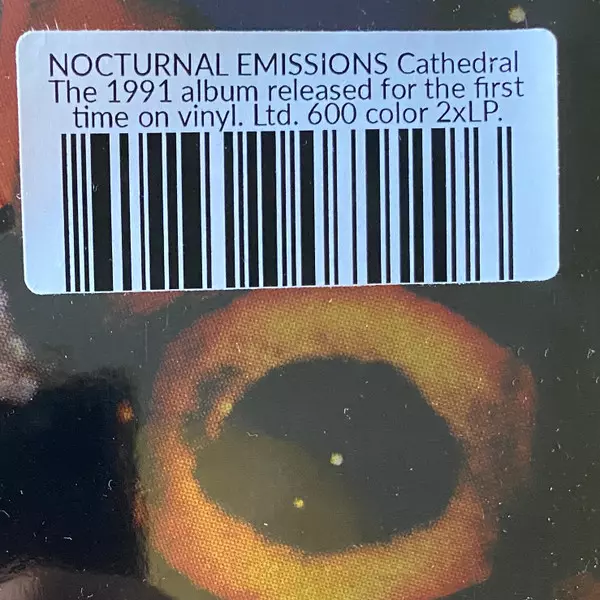 NOCTURNAL EMISSIONS Cathedral
The 1991 album released for the first
time on vinyl. Ltd. 600 color 2xLP.